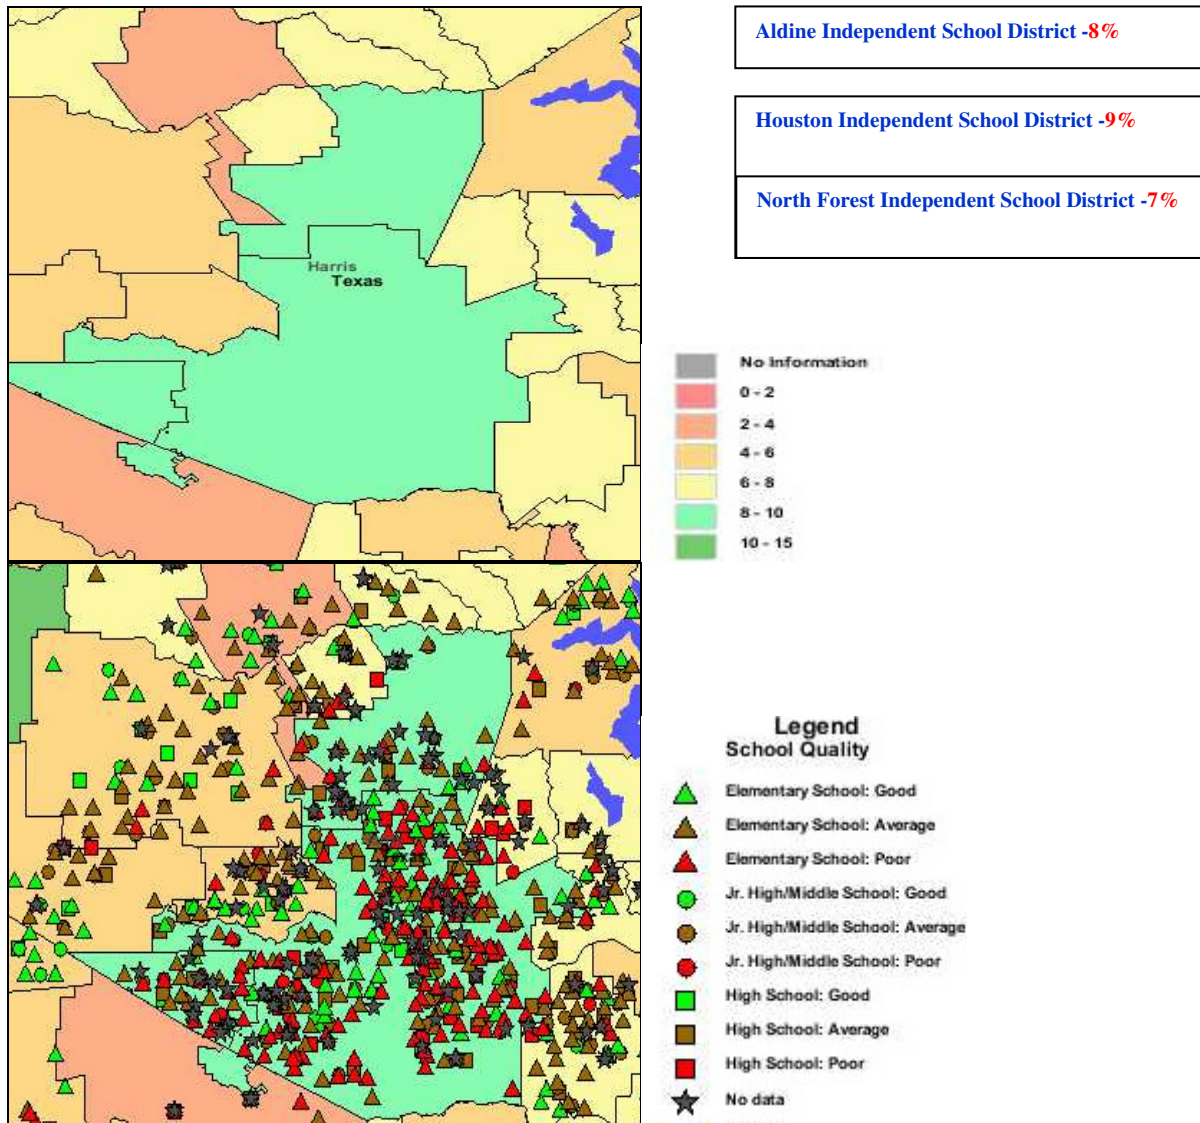 Aldine Independent School District -8%
Houston Independent School District -9%
North Forest Independent School District -7%
Harris
Texas
No Information
0 - 2
2 - 4
4 - 6
6 - 8
8 - 10
10 - 15
Legend
School Quality
Elementary School: Good
Elementary School: Average
Elementary School: Poor
Jr. High/Middle School: Good
Jr. High/Middle School: Average
Jr. High/Middle School: Poor
High School: Good
High School: Average
High School: Poor
No data